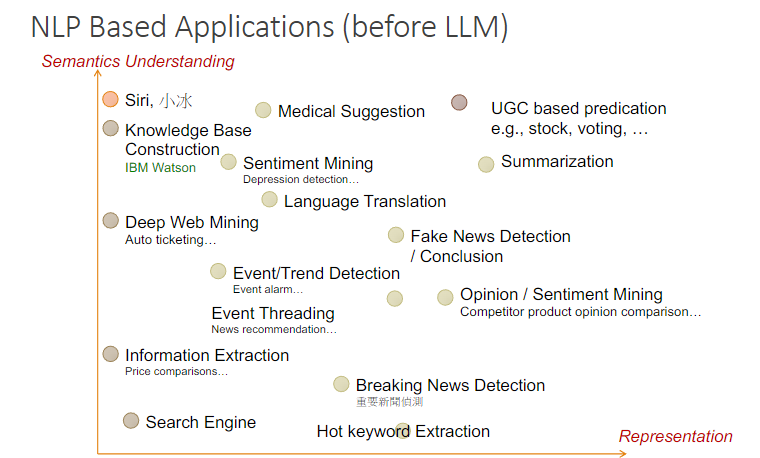 NLP Based Applications (before LLM)
Semantics Understanding
Siri, 小冰
Medical Suggestion
UGC based predication
e.g., stock, voting, …
Knowledge Base
Construction
IBM Watson
Sentiment Mining
Depression detection…
Summarization
Language Translation
Deep Web Mining
Auto ticketing…
Fake News Detection
/ Conclusion
Event/Trend Detection
Event alarm…
Opinion / Sentiment Mining
Competitor product opinion comparison…
Event Threading
News recommendation…
Information Extraction
Price comparisons…
Breaking News Detection
重要新聞偵測
Search Engine
Hot keyword Extraction
Representation